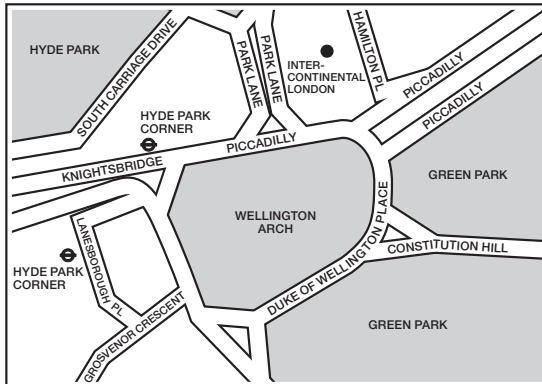 HYDE PARK
SOUTH CARRIAGE DRIVE
PARK LANE
PARK LANE
HAMILTON PL
INTER-
CONTINENTAL
LONDON
PICCADILLY
PICCADILLY
HYDE PARK
CORNER
KNIGHTSBRIDGE
PICCADILLY
GREEN PARK
WELLINGTON
ARCH
LANESBOROUGH PL
DUKE OF WELLINGTON PLACE
CONSTITUTION HILL
HYDE PARK
CORNER
GROSVENOR CRESCENT
GREEN PARK